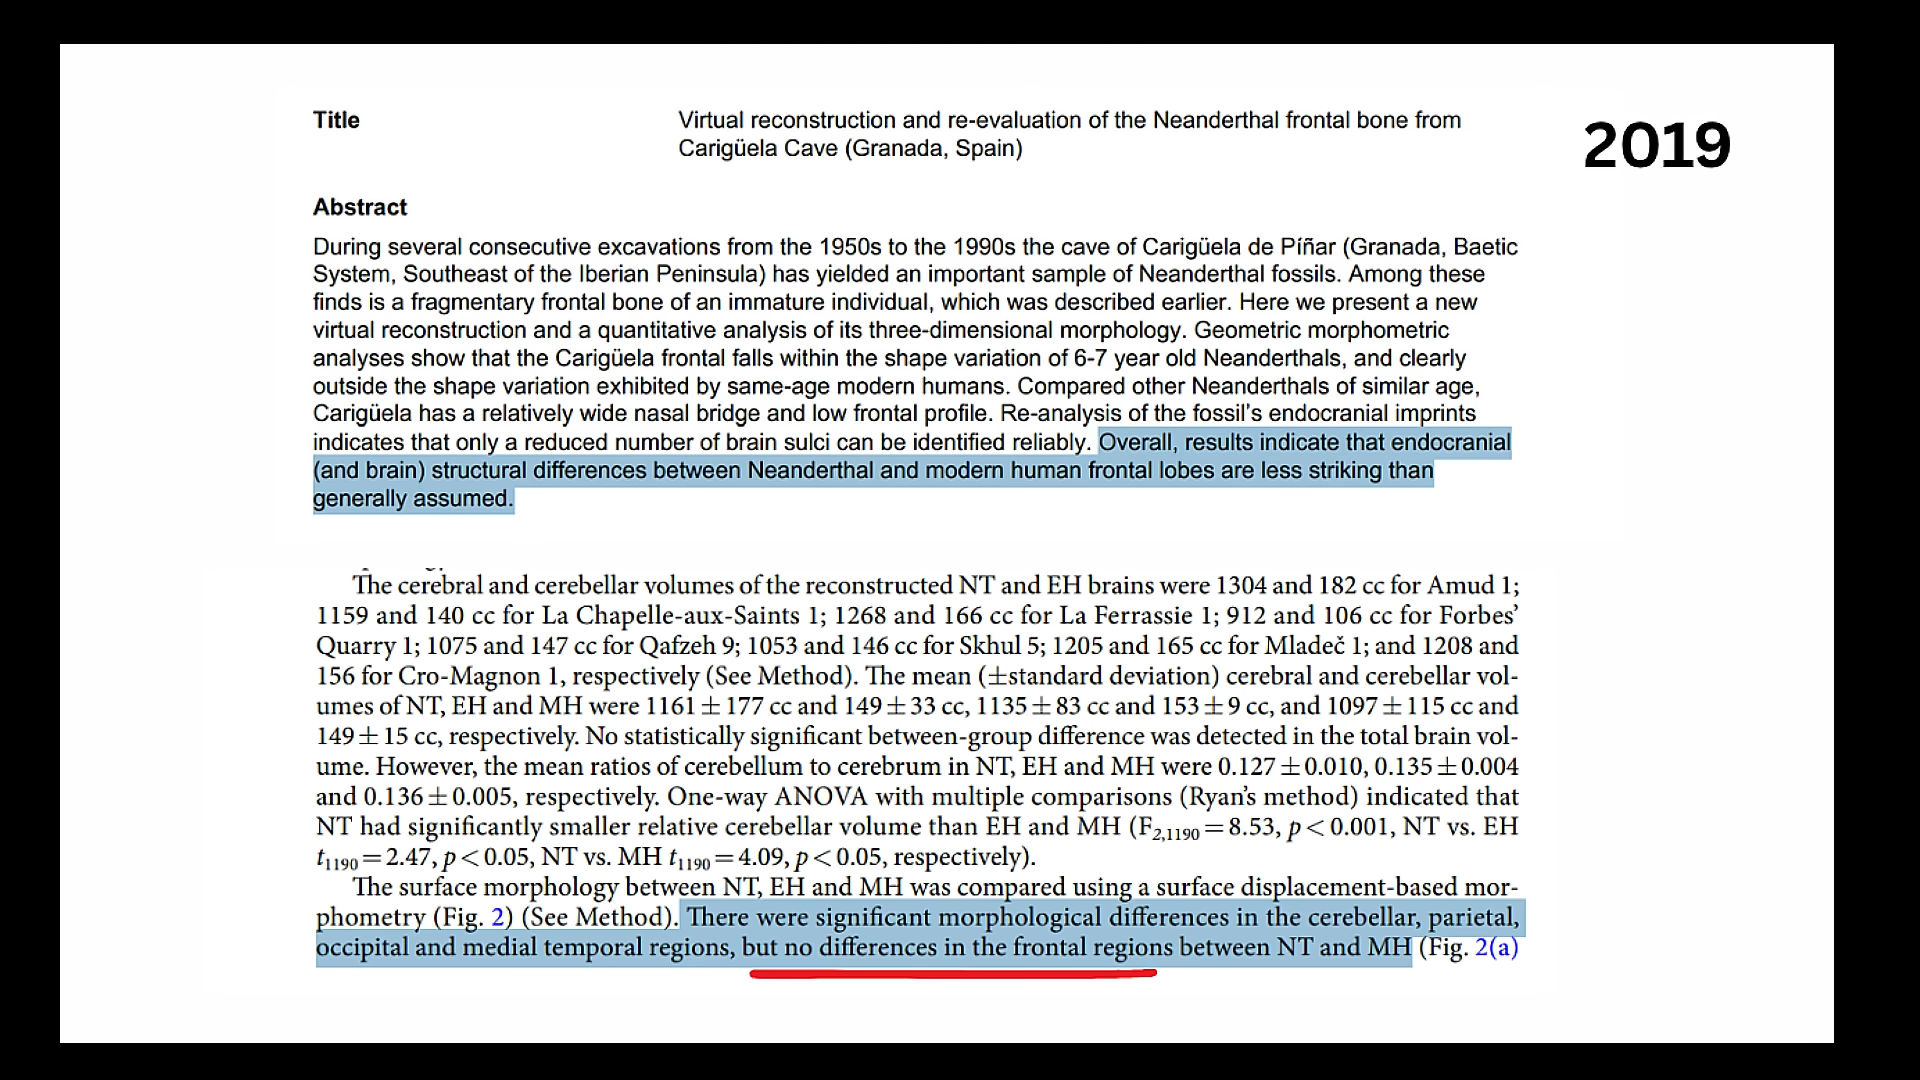 Title
Virtual reconstruction and re-evaluation of the Neanderthal frontal bone from
Carigüela Cave (Granada, Spain)
2019
Abstract
During several consecutive excavations from the 1950s to the 1990s the cave of Carigüela de Píñar (Granada, Baetic
System, Southeast of the Iberian Peninsula) has yielded an important sample of Neanderthal fossils. Among these
finds is a fragmentary frontal bone of an immature individual, which was described earlier. Here we present a new
virtual reconstruction and a quantitative analysis of its three-dimensional morphology. Geometric morphometric
analyses show that the Carigüela frontal falls within the shape variation of 6-7 year old Neanderthals, and clearly
outside the shape variation exhibited by same-age modern humans. Compared other Neanderthals of similar age,
Carigüela has a relatively wide nasal bridge and low frontal profile. Re-analysis of the fossil's endocranial imprints
indicates that only a reduced number of brain sulci can be identified reliably. Overall, results indicate that endocranial
(and brain) structural differences between Neanderthal and modern human frontal lobes are less striking than
generally assumed.
The cerebral and cerebellar volumes of the reconstructed NT and EH brains were 1304 and 182 cc for Amud 1;
1159 and 140 cc for La Chapelle-aux-Saints 1; 1268 and 166 cc for La Ferrassie 1; 912 and 106 cc for Forbes'
Quarry 1; 1075 and 147 cc for Qafzeh 9; 1053 and 146 cc for Skhul 5; 1205 and 165 cc for Mladeč 1; and 1208 and
156 for Cro-Magnon 1, respectively (See Method). The mean (±standard deviation) cerebral and cerebellar vol-
umes of NT, EH and MH were 1161 ± 177 cc and 149 ± 33 cc, 1135 ± 83 cc and 153 ± 9 cc, and 1097 ± 115 cc and
149 ± 15 cc, respectively. No statistically significant between-group difference was detected in the total brain vol-
ume. However, the mean ratios of cerebellum to cerebrum in NT, EH and MH were 0.127 ± 0.010, 0.135 ± 0.004
and 0.136 ± 0.005, respectively. One-way ANOVA with multiple comparisons (Ryan's method) indicated that
NT had significantly smaller relative cerebellar volume than EH and MH (F2,1190 = 8.53, p < 0.001, NT vs. EH
t1190 = 2.47, p < 0.05, NT vs. MH t1190 = 4.09, p < 0.05, respectively).
The surface morphology between NT, EH and MH was compared using a surface displacement-based mor-
phometry (Fig. 2) (See Method). There were significant morphological differences in the cerebellar, parietal,
occipital and medial temporal regions, but no differences in the frontal regions between NT and MH (Fig. 2(a)